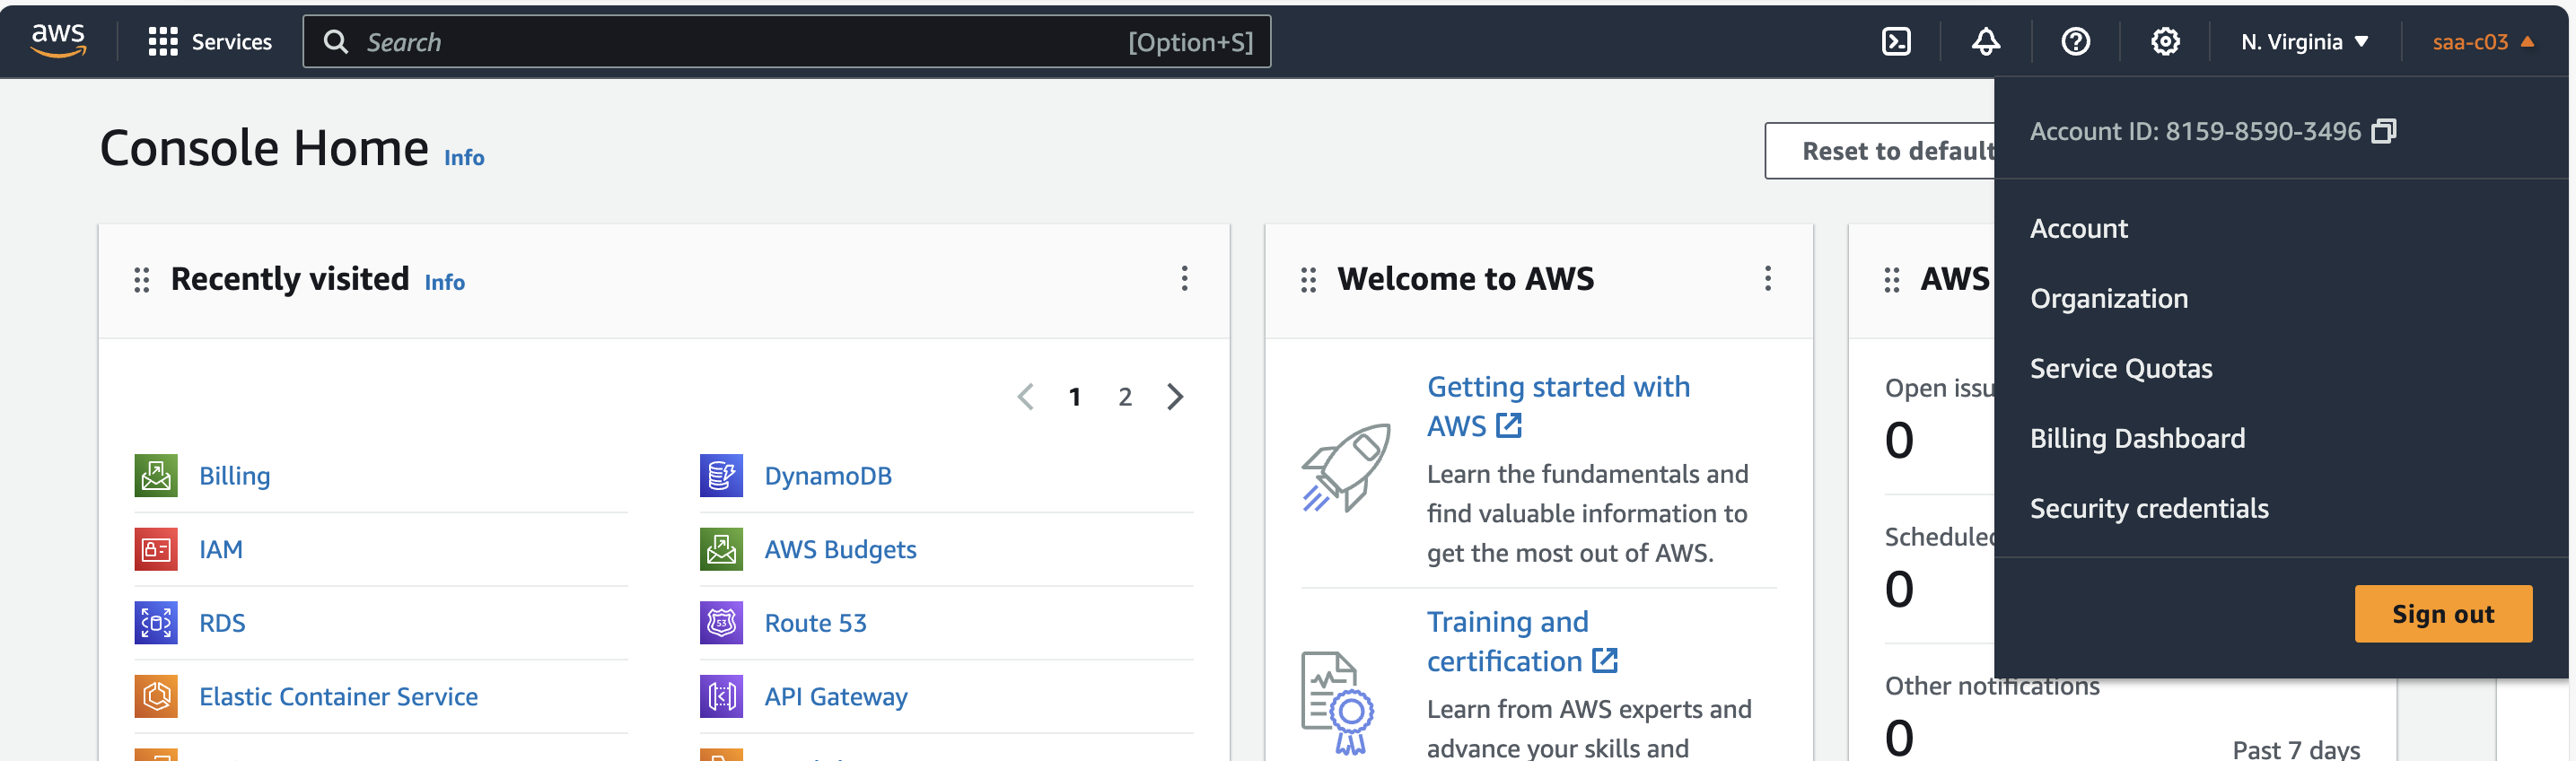 aws
Services
Search
[Option+S]
N. Virginia
saa-c03
Account ID: 8159-8590-3496
Console Home Info
Reset to default
Account
Organization
Service Quotas
Billing Dashboard
Security credentials
Sign out
Recently visited Info
1 2
Billing
DynamoDB
IAM
AWS Budgets
RDS
Route 53
53
Elastic Container Service
API Gateway
Welcome to AWS
Getting started with
AWS
Learn the fundamentals and
find valuable information to
get the most out of AWS.
Training and
certification
Learn from AWS experts and
advance your skills and
AWS
Open issu
0
Scheduled
0
Other notifications
0
Past 7 days